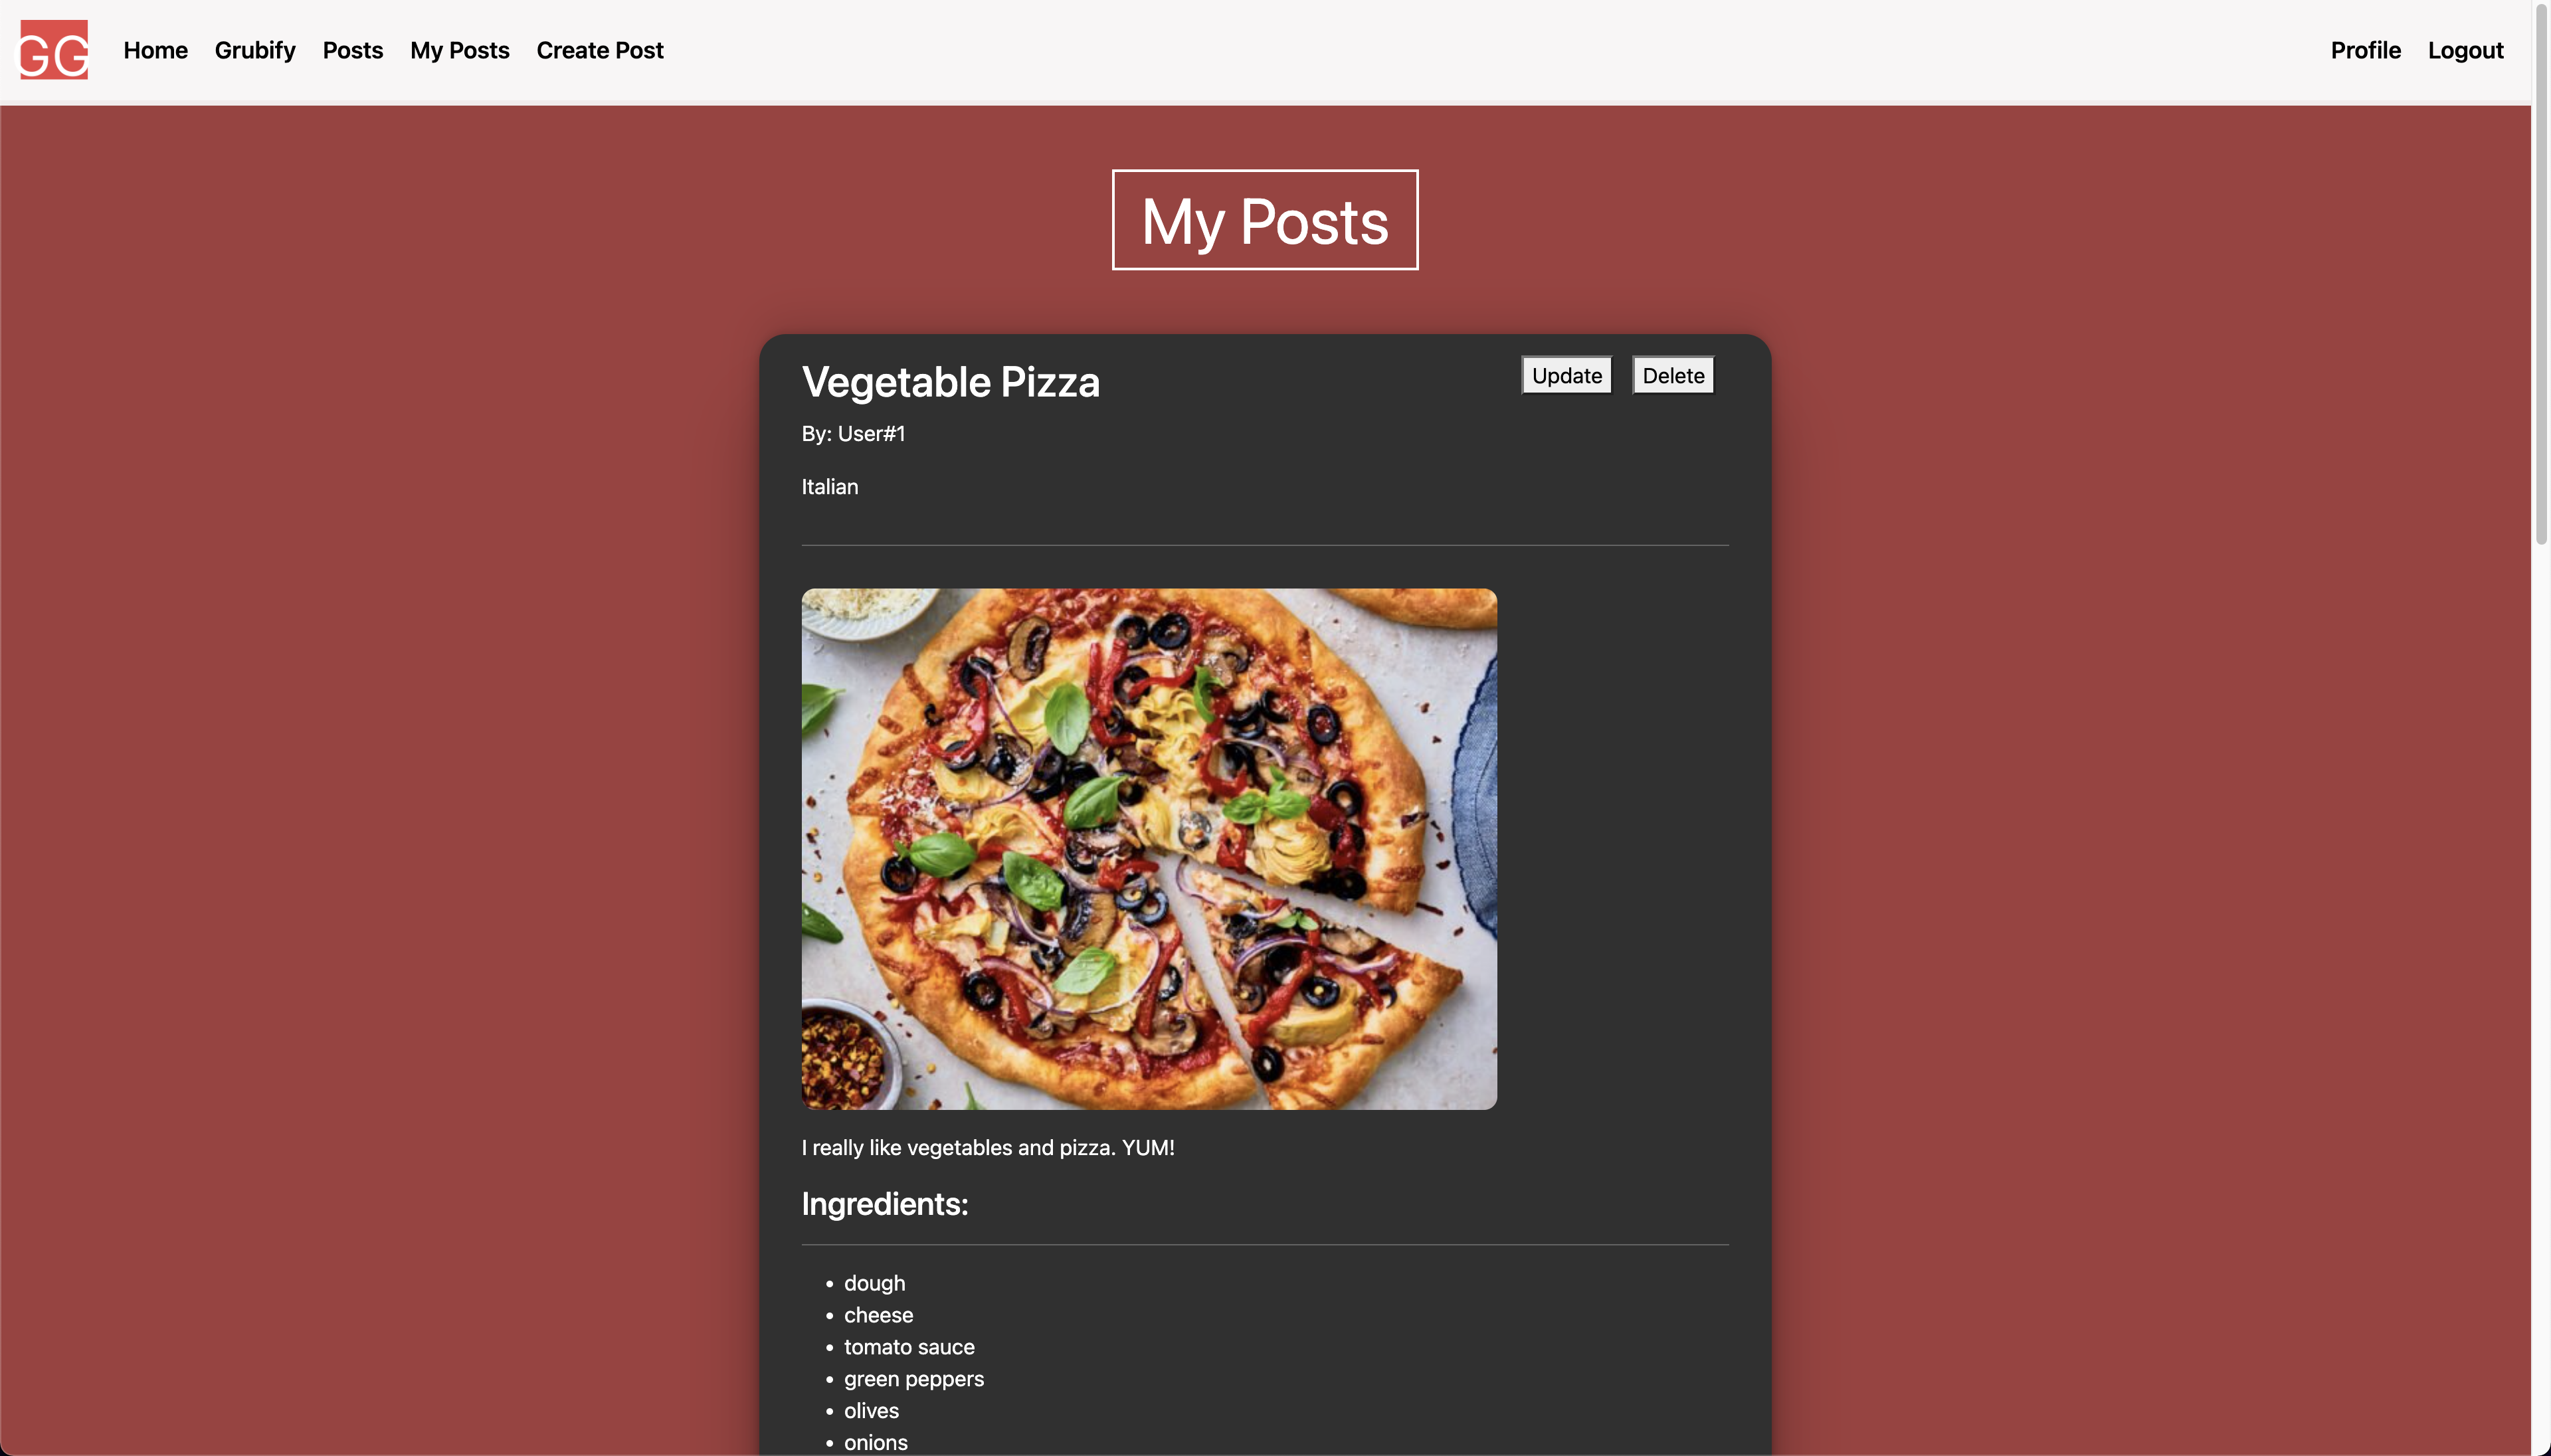 GG Home Grubify Posts My Posts Create Post Profile Logout
My Posts
Vegetable Pizza Update Delete
By: User#1
Italian
I really like vegetables and pizza. YUM!
Ingredients:
• dough
• cheese
• tomato sauce
• green peppers
• olives
• onions